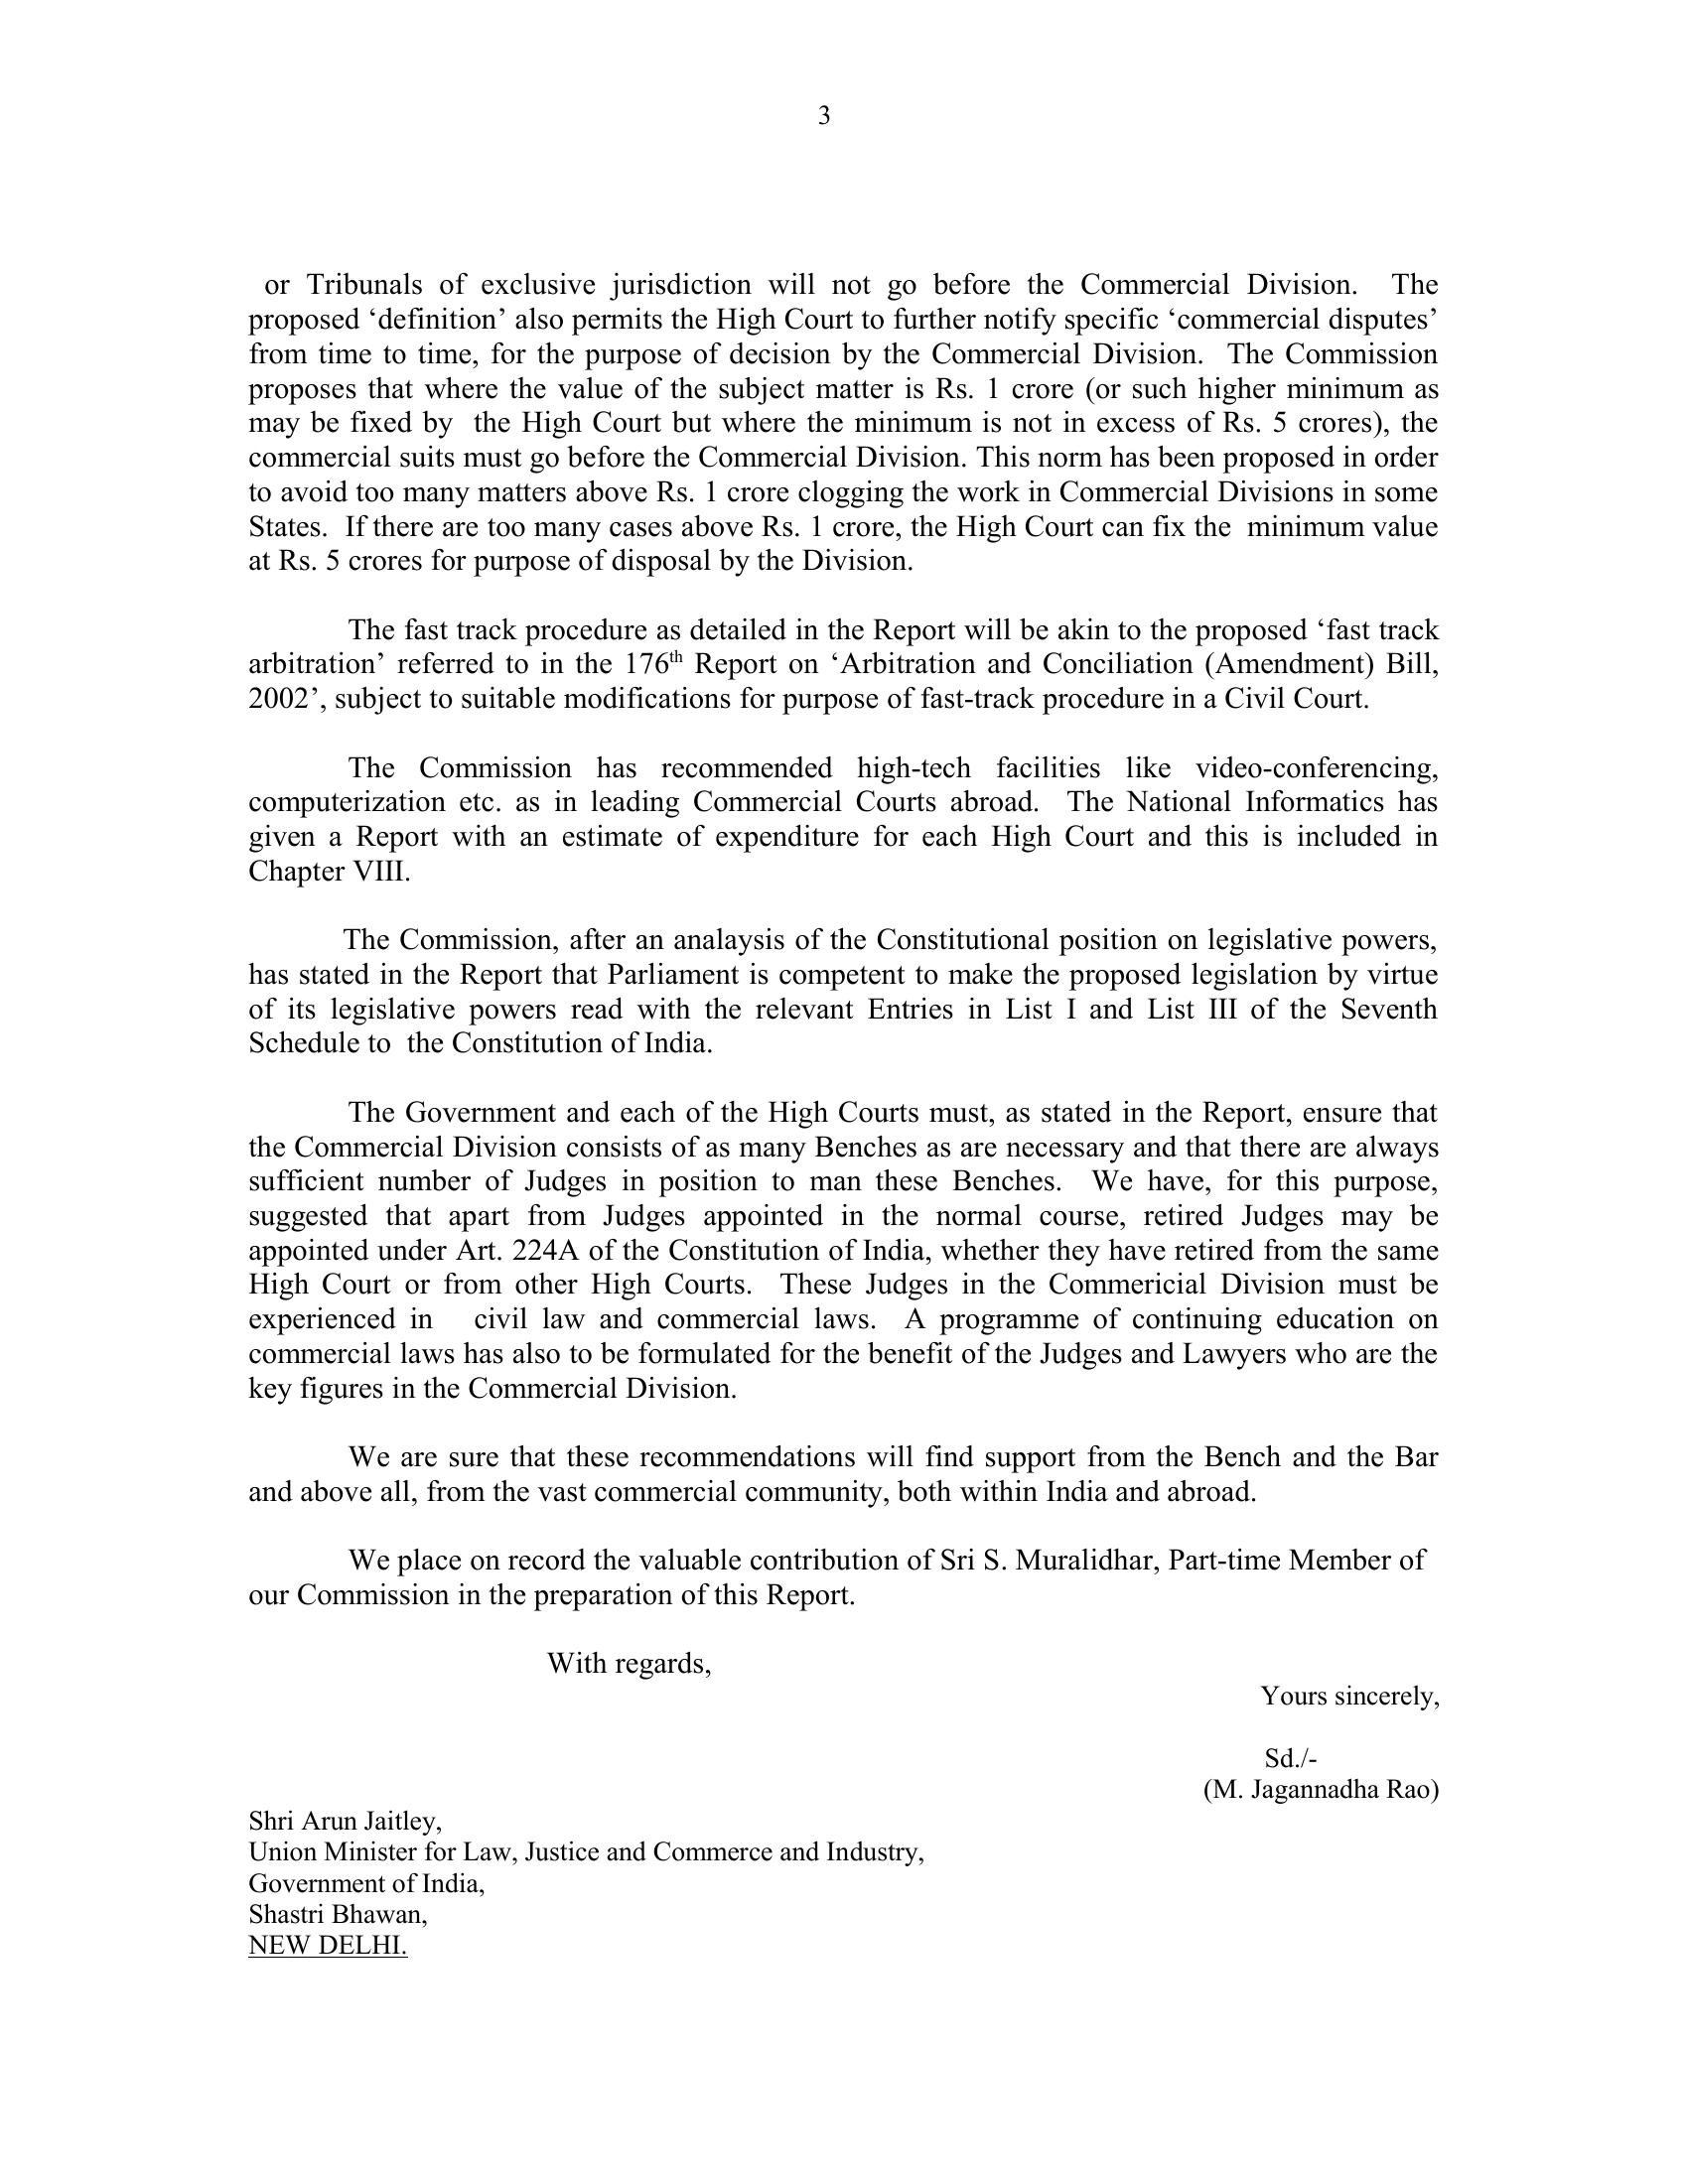 3
or Tribunals of exclusive jurisdiction will not go before the Commercial Division. The
proposed ‘definition’ also permits the High Court to further notify specific ‘commercial disputes’
from time to time, for the purpose of decision by the Commercial Division. The Commission
proposes that where the value of the subject matter is Rs. 1 crore (or such higher minimum as
may be fixed by the High Court but where the minimum is not in excess of Rs. 5 crores), the
commercial suits must go before the Commercial Division. This norm has been proposed in order
to avoid too many matters above Rs. 1 crore clogging the work in Commercial Divisions in some
States. If there are too many cases above Rs. 1 crore, the High Court can fix the minimum value
at Rs. 5 crores for purpose of disposal by the Division.
The fast track procedure as detailed in the Report will be akin to the proposed ‘fast track
arbitration’ referred to in the 176th Report on ‘Arbitration and Conciliation (Amendment) Bill,
2002’, subject to suitable modifications for purpose of fast-track procedure in a Civil Court.
The Commission has recommended high-tech facilities like video-conferencing,
computerization etc. as in leading Commercial Courts abroad. The National Informatics has
given a Report with an estimate of expenditure for each High Court and this is included in
Chapter VIII.
The Commission, after an analaysis of the Constitutional position on legislative powers,
has stated in the Report that Parliament is competent to make the proposed legislation by virtue
of its legislative powers read with the relevant Entries in List I and List III of the Seventh
Schedule to the Constitution of India.
The Government and each of the High Courts must, as stated in the Report, ensure that
the Commercial Division consists of as many Benches as are necessary and that there are always
sufficient number of Judges in position to man these Benches. We have, for this purpose,
suggested that apart from Judges appointed in the normal course, retired Judges may be
appointed under Art. 224A of the Constitution of India, whether they have retired from the same
High Court or from other High Courts. These Judges in the Commericial Division must be
experienced in civil law and commercial laws. A programme of continuing education on
commercial laws has also to be formulated for the benefit of the Judges and Lawyers who are the
key figures in the Commercial Division.
We are sure that these recommendations will find support from the Bench and the Bar
and above all, from the vast commercial community, both within India and abroad.
We place on record the valuable contribution of Sri S. Muralidhar, Part-time Member of
our Commission in the preparation of this Report.
With regards,
Yours sincerely,
Sd./-
(M. Jagannadha Rao)
Shri Arun Jaitley,
Union Minister for Law, Justice and Commerce and Industry,
Government of India,
Shastri Bhawan,
NEW DELHI.